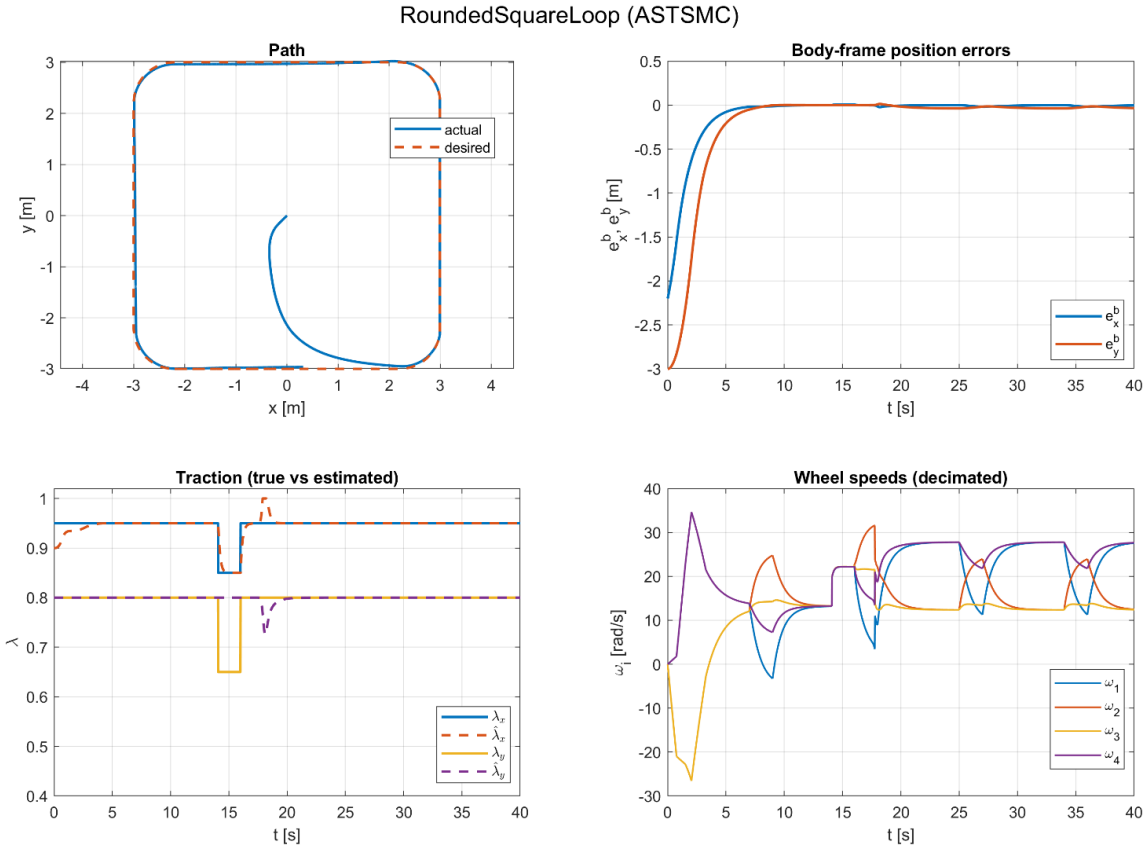 RoundedSquareLoop (ASTSMC)
Path
3
2
1
0
-1
-2
-3
-4
-3
-2
-1
0
1
2
3
4
y [m]
x [m]
actual
desired
Body-frame position errors
0.5
0
-0.5
-1
-1.5
-2
-2.5
-3
0
5
10
15
20
25
30
35
40
e_x^b, e_y^b [m]
t [s]
e_x^b
e_y^b
Traction (true vs estimated)
1
0.9
0.8
0.7
0.6
0.5
0.4
0
5
10
15
20
25
30
35
40
λ
t [s]
λ_x
λ̂_x
λ_y
λ̂_y
Wheel speeds (decimated)
40
30
20
10
0
-10
-20
-30
0
5
10
15
20
25
30
35
40
ω_i [rad/s]
t [s]
ω_1
ω_2
ω_3
ω_4